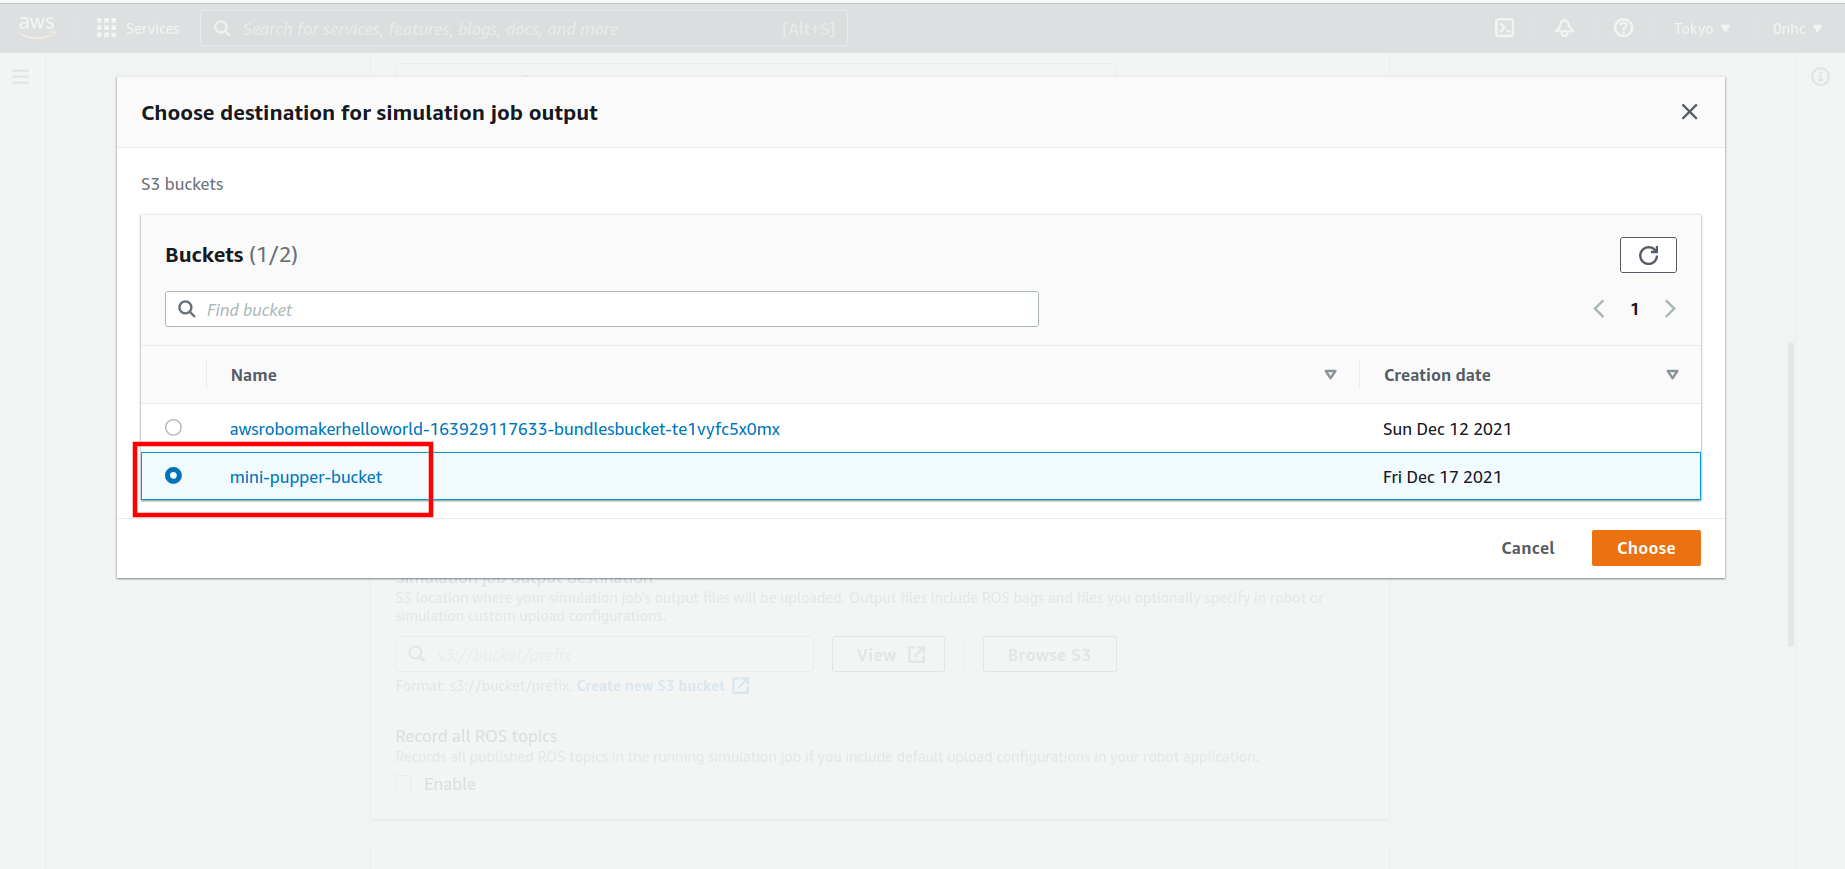 aws Services Search for services, features, blogs, docs, and more [Alt+S] Tokyo ▼ 0nhc ▼
Choose destination for simulation job output
S3 buckets
Buckets (1/2)
Find bucket
1
Name Creation date
awsrobomakerhelloworld-163929117633-bundlesbucket-te1vyfc5x0mx Sun Dec 12 2021
mini-pupper-bucket Fri Dec 17 2021
Cancel Choose
Simulation job output destination
S3 location where your simulation job's output files will be uploaded. Output files include ROS bags and files you optionally specify in robot or
simulation custom upload configurations.
s3://bucket/prefix View Browse S3
Format: s3://bucket/prefix. Create new S3 bucket
Record all ROS topics
Records all published ROS topics in the running simulation job if you include default upload configurations in your robot application.
Enable